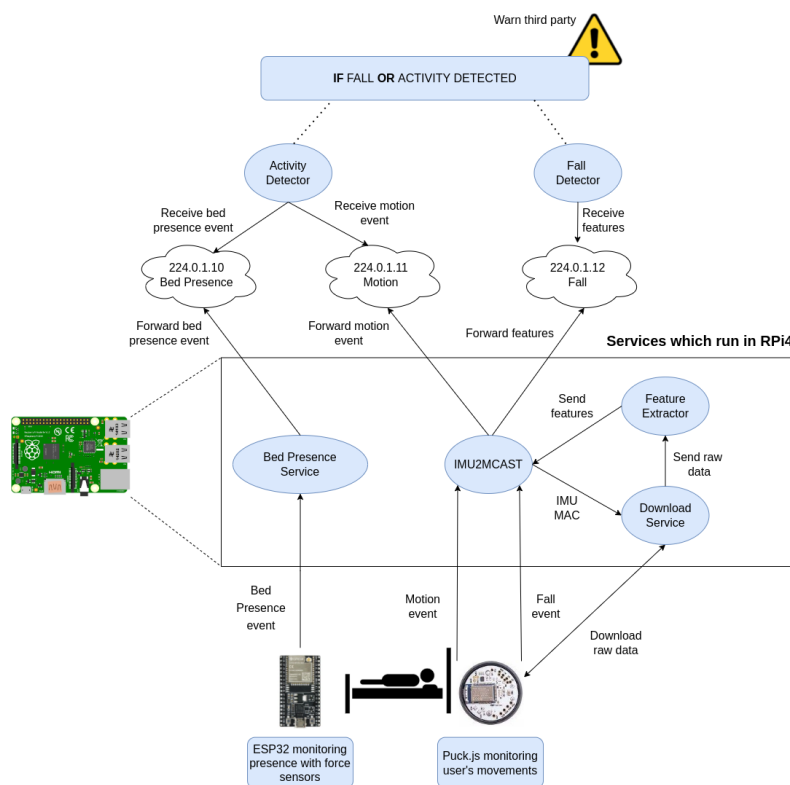 Warn third party
IF FALL OR ACTIVITY DETECTED
Activity
Detector
Fall
Detector
Receive bed
presence event
Receive motion
event
Receive
features
224.0.1.10
Bed Presence
224.0.1.11
Motion
224.0.1.12
Fall
Forward bed
presence event
Forward motion
event
Forward features
Services which run in RPi4
Send
features
Feature
Extractor
Bed Presence
Service
IMU2MCAST
Send raw
data
IMU
MAC
Download
Service
Bed
Presence
event
Motion
event
Fall
event
Download
raw data
ESP32 monitoring
presence with force
sensors
Puck.js monitoring
user's movements